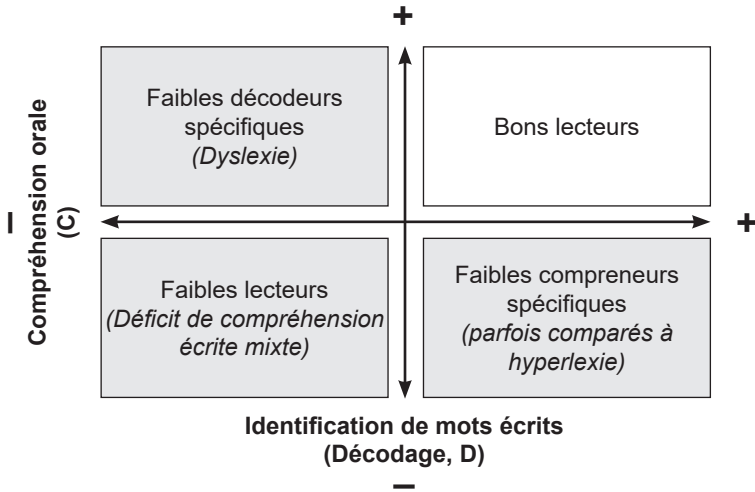 +
Faibles décodeurs
spécifiques
(Dyslexie)
Bons lecteurs
Compréhension orale
(C)
–
+
Faibles lecteurs
(Déficit de compréhension
écrite mixte)
Faibles compreneurs
spécifiques
(parfois comparés à
hyperlexie)
Identification de mots écrits
(Décodage, D)
–